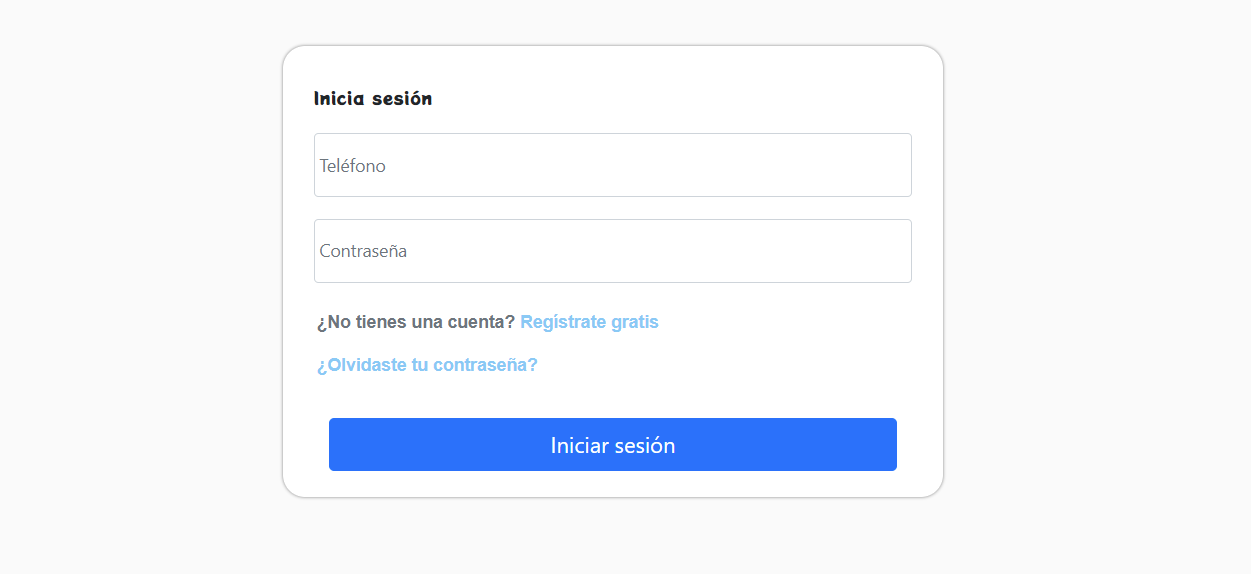 Inicia sesión
Teléfono
Contraseña
¿No tienes una cuenta? Regístrate gratis
¿Olvidaste tu contraseña?
Iniciar sesión